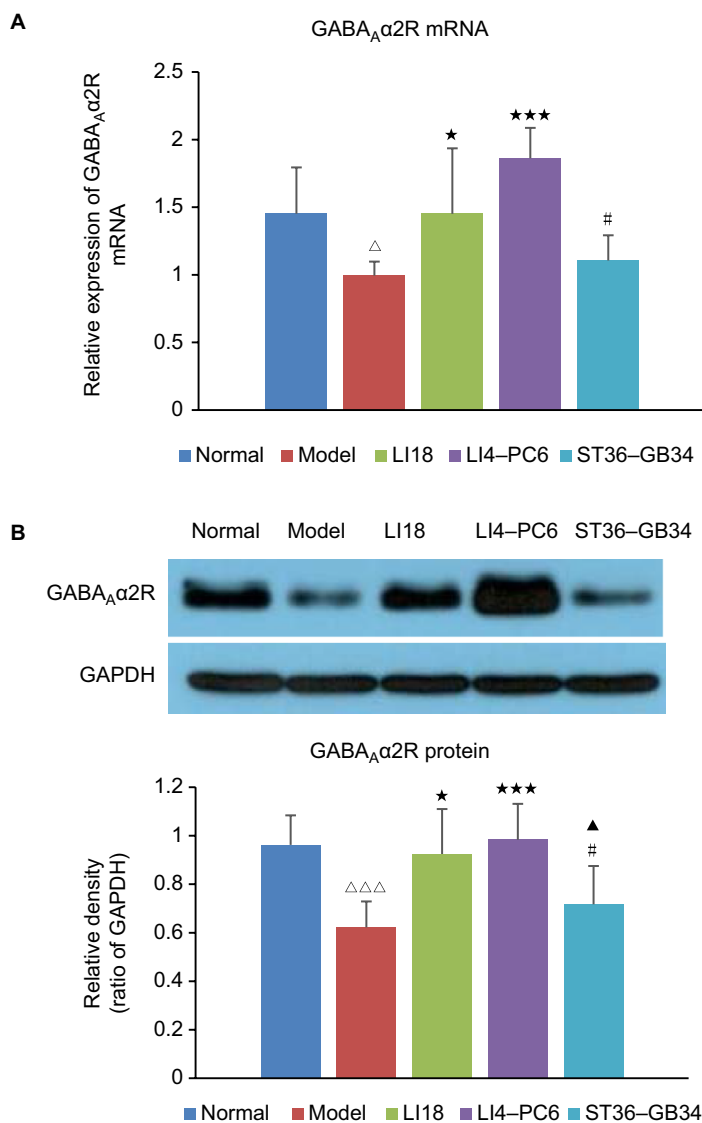 A
GABAAα2R mRNA
Relative expression of GABAAα2R
mRNA
2.5
2
1.5
1
0.5
0
★
★★★
△
#
Normal Model LI18 LI4–PC6 ST36–GB34
B
Normal Model LI18 LI4–PC6 ST36–GB34
GABAAα2R
GAPDH
GABAAα2R protein
Relative density
(ratio of GAPDH)
1.2
1
0.8
0.6
0.4
0.2
0
★
★★★
▲
#
△△△
Normal Model LI18 LI4–PC6 ST36–GB34